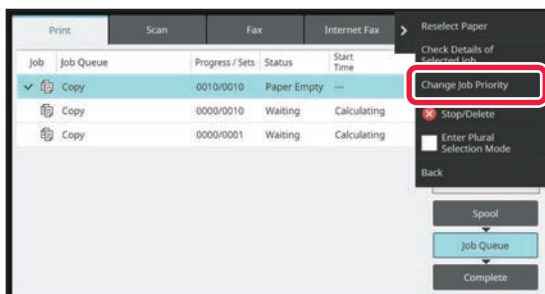 Print
Scan
Fax
Internet Fax
Job
Job Queue
Progress / Sets
Status
Start
Time
Copy
0010/0010
Paper Empty
---
Copy
0000/0010
Waiting
Calculating
Copy
0000/0001
Waiting
Calculating
Reselect Paper
Check Details of
Selected Job
Change Job Priority
Stop/Delete
Enter Plural
Selection Mode
Back
Spool
Job Queue
Complete